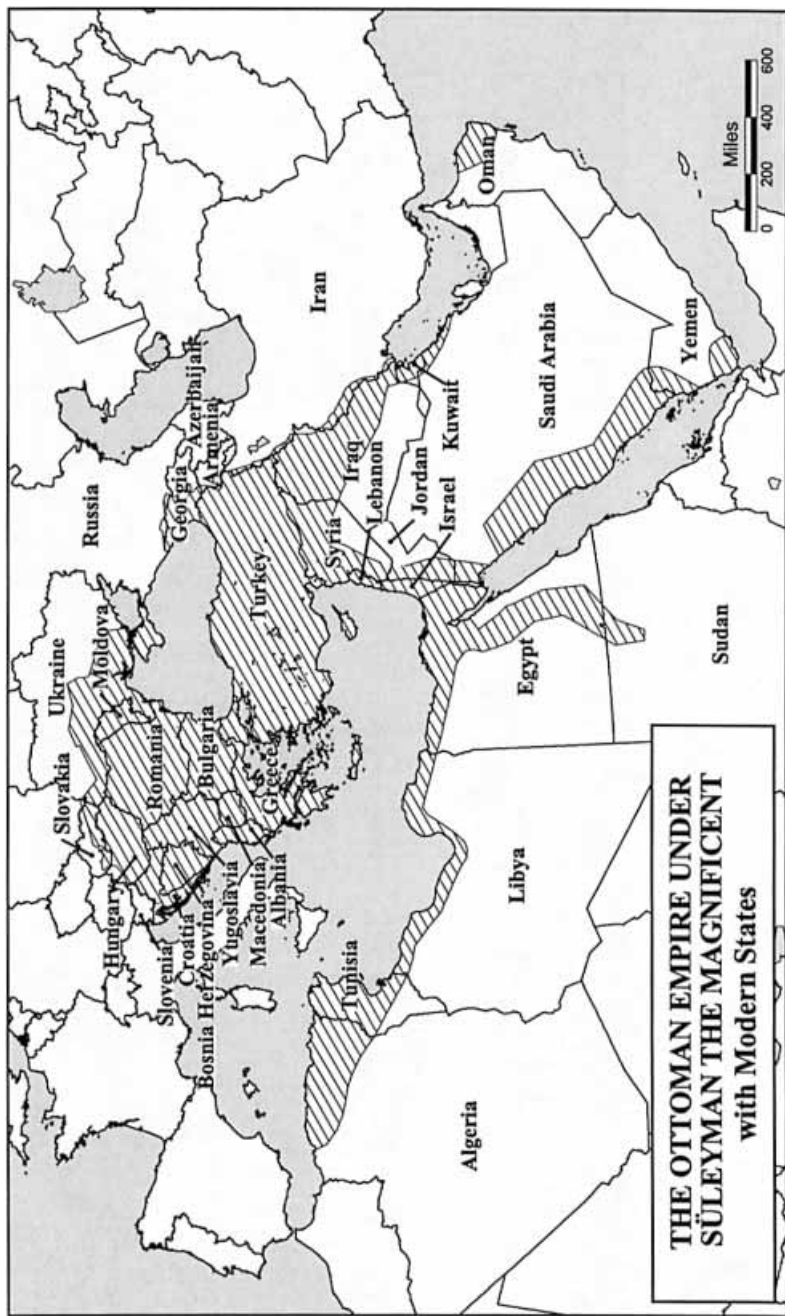 Slovakia
Ukraine
Russia
Hungary
Moldova
Slovenia
Croatia
Romania
Georgia
Azerbaijan
Armenia
Bosnia Herzegovina
Yugoslavia
Bulgaria
Macedonia
Albania
Greece
Turkey
Iran
Tunisia
Syria
Iraq
Lebanon
Jordan
Israel
Kuwait
Algeria
Libya
Egypt
Saudi Arabia
Oman
Sudan
Yemen
THE OTTOMAN EMPIRE UNDER
SÜLEYMAN THE MAGNIFICENT
with Modern States
Miles
0 200 400 600